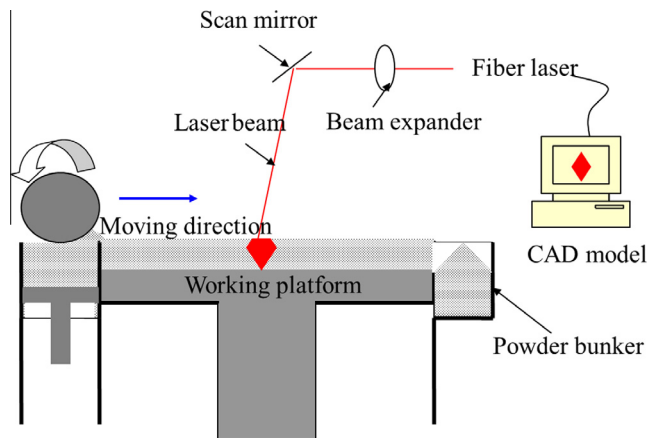 Scan mirror
Fiber laser
Laser beam
Beam expander
Moving direction
CAD model
Working platform
Powder bunker